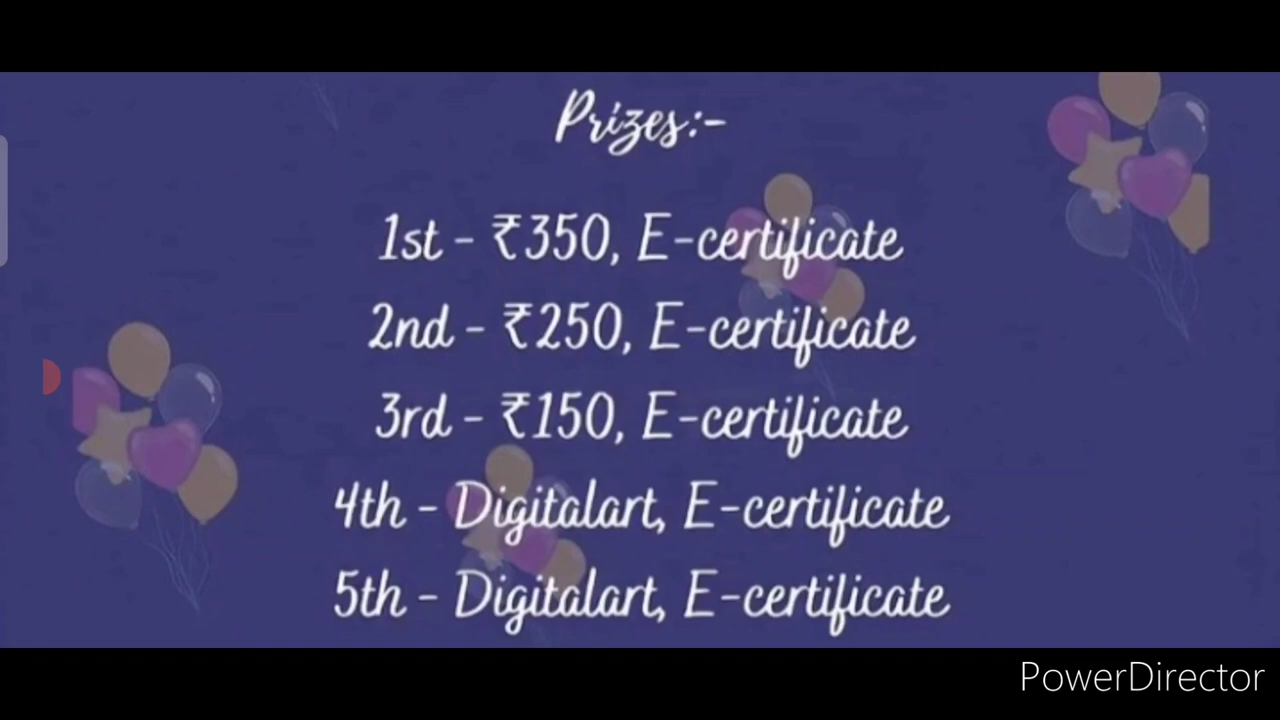 Prizes:-
1st - ₹350, E-certificate
2nd - ₹250, E-certificate
3rd - ₹150, E-certificate
4th - Digitalart, E-certificate
5th - Digitalart, E-certificate
PowerDirector